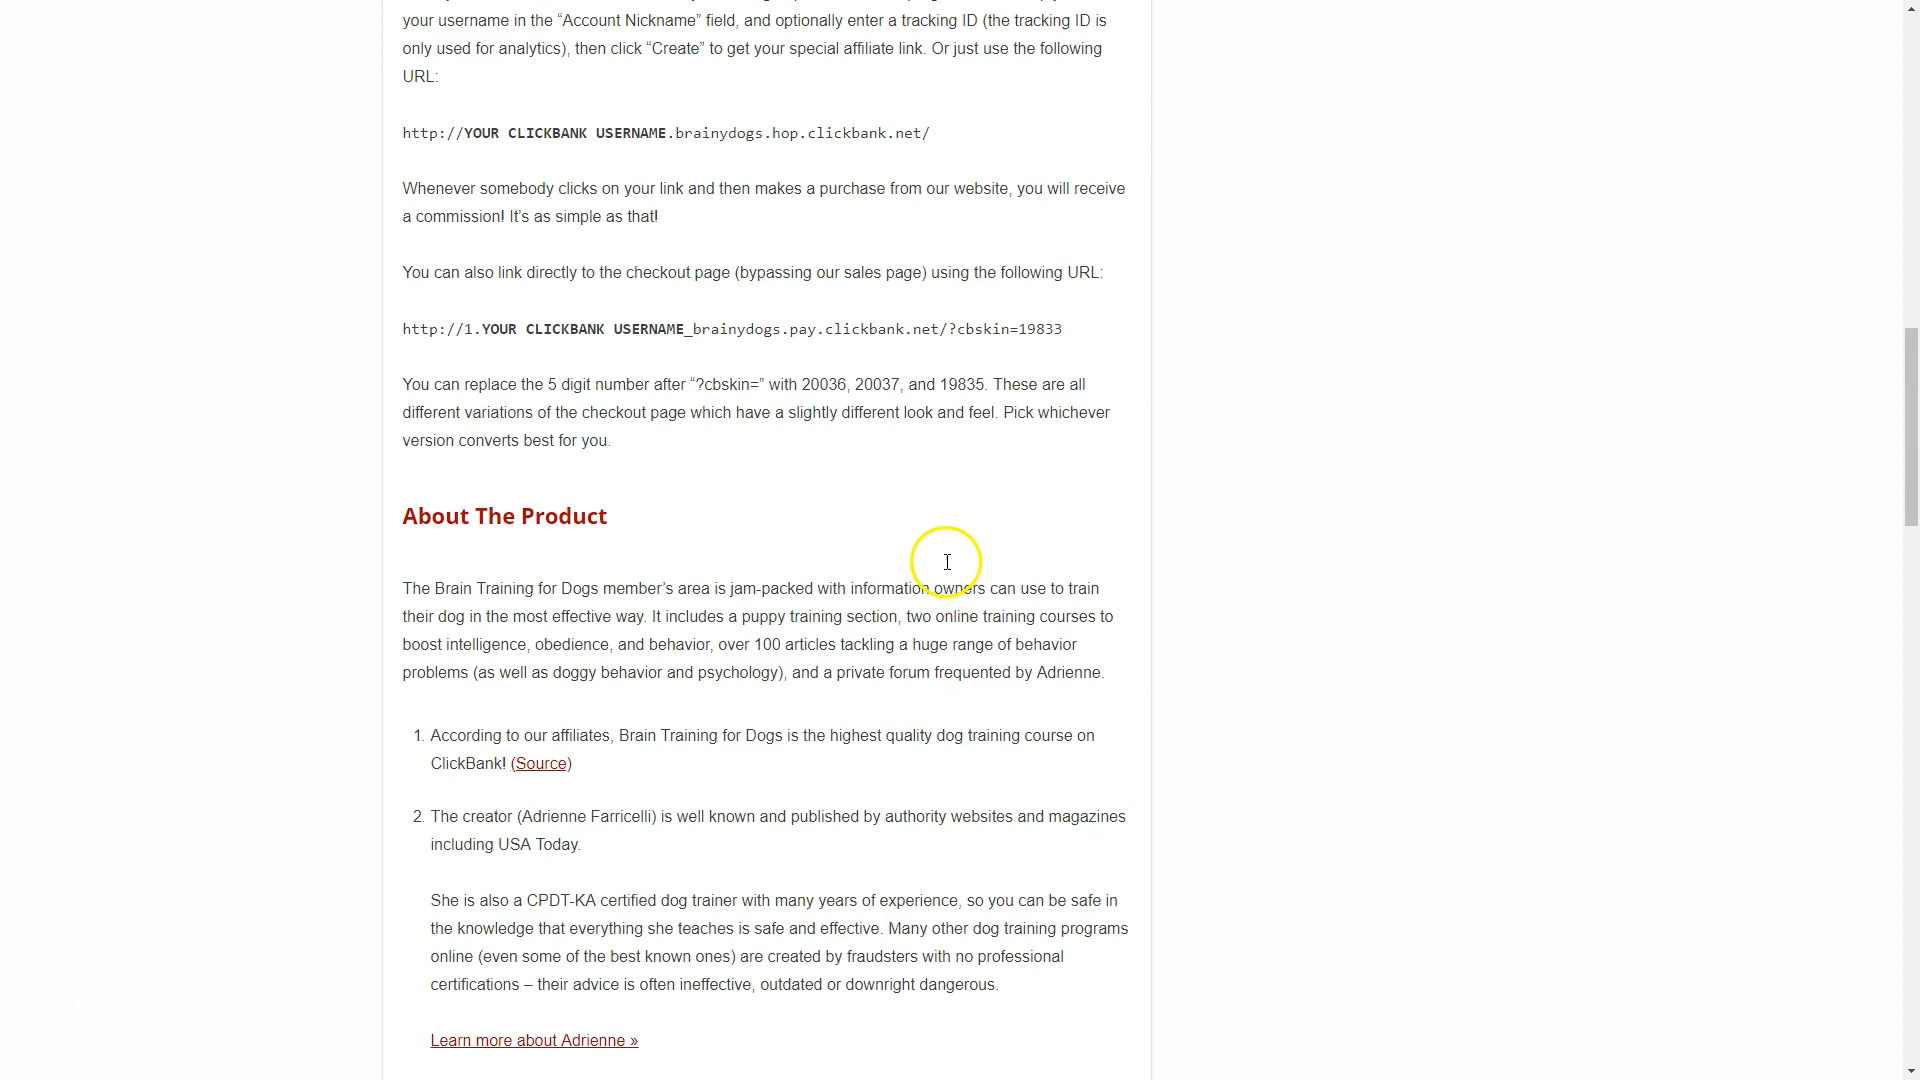 your username in the “Account Nickname” field, and optionally enter a tracking ID (the tracking ID is
only used for analytics), then click “Create” to get your special affiliate link. Or just use the following
URL:
http://YOUR CLICKBANK USERNAME.brainydogs.hop.clickbank.net/
Whenever somebody clicks on your link and then makes a purchase from our website, you will receive
a commission! It’s as simple as that!
You can also link directly to the checkout page (bypassing our sales page) using the following URL:
http://1.YOUR CLICKBANK USERNAME_brainydogs.pay.clickbank.net/?cbskin=19833
You can replace the 5 digit number after “?cbskin=” with 20036, 20037, and 19835. These are all
different variations of the checkout page which have a slightly different look and feel. Pick whichever
version converts best for you.
About The Product
The Brain Training for Dogs member’s area is jam-packed with information owners can use to train
their dog in the most effective way. It includes a puppy training section, two online training courses to
boost intelligence, obedience, and behavior, over 100 articles tackling a huge range of behavior
problems (as well as doggy behavior and psychology), and a private forum frequented by Adrienne.
1. According to our affiliates, Brain Training for Dogs is the highest quality dog training course on
ClickBank! (Source)
2. The creator (Adrienne Farricelli) is well known and published by authority websites and magazines
including USA Today.
She is also a CPDT-KA certified dog trainer with many years of experience, so you can be safe in
the knowledge that everything she teaches is safe and effective. Many other dog training programs
online (even some of the best known ones) are created by fraudsters with no professional
certifications – their advice is often ineffective, outdated or downright dangerous.
Learn more about Adrienne »